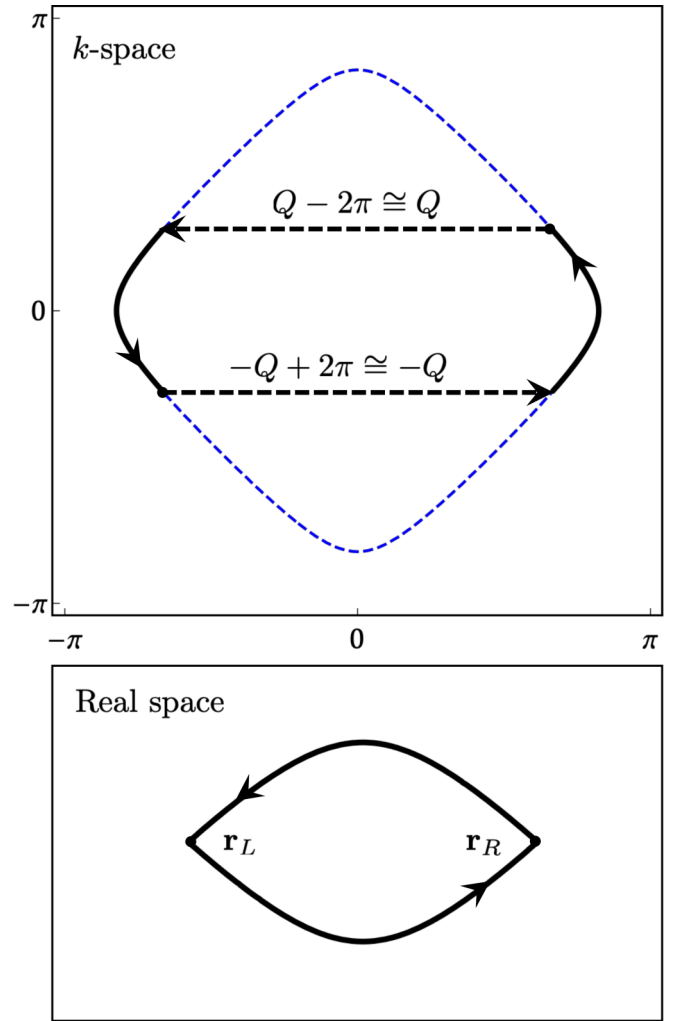 π
k-space
Q − 2π ≅ Q
0
−Q + 2π ≅ −Q
−π
−π 0 π
Real space
r_L r_R